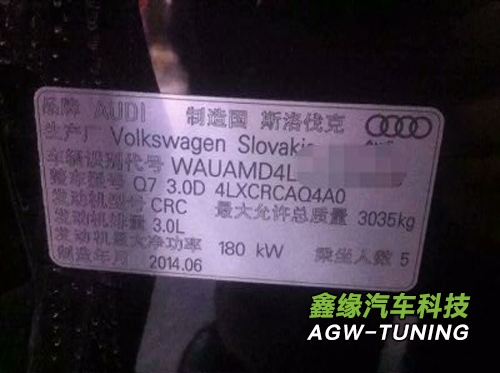 品牌 AUDI 制造国 斯洛伐克
生产厂 Volkswagen Slovakia
车辆识别代号 WAUAMD4L
整车型号 Q7 3.0D 4LXCRCAQ4A0
发动机型号 CRC 最大允许总质量 3035kg
发动机排量 3.0L
发动机最大净功率 180 kW 乘坐人数 5
制造年月 2014.06
鑫缘汽车科技
AGW-TUNING